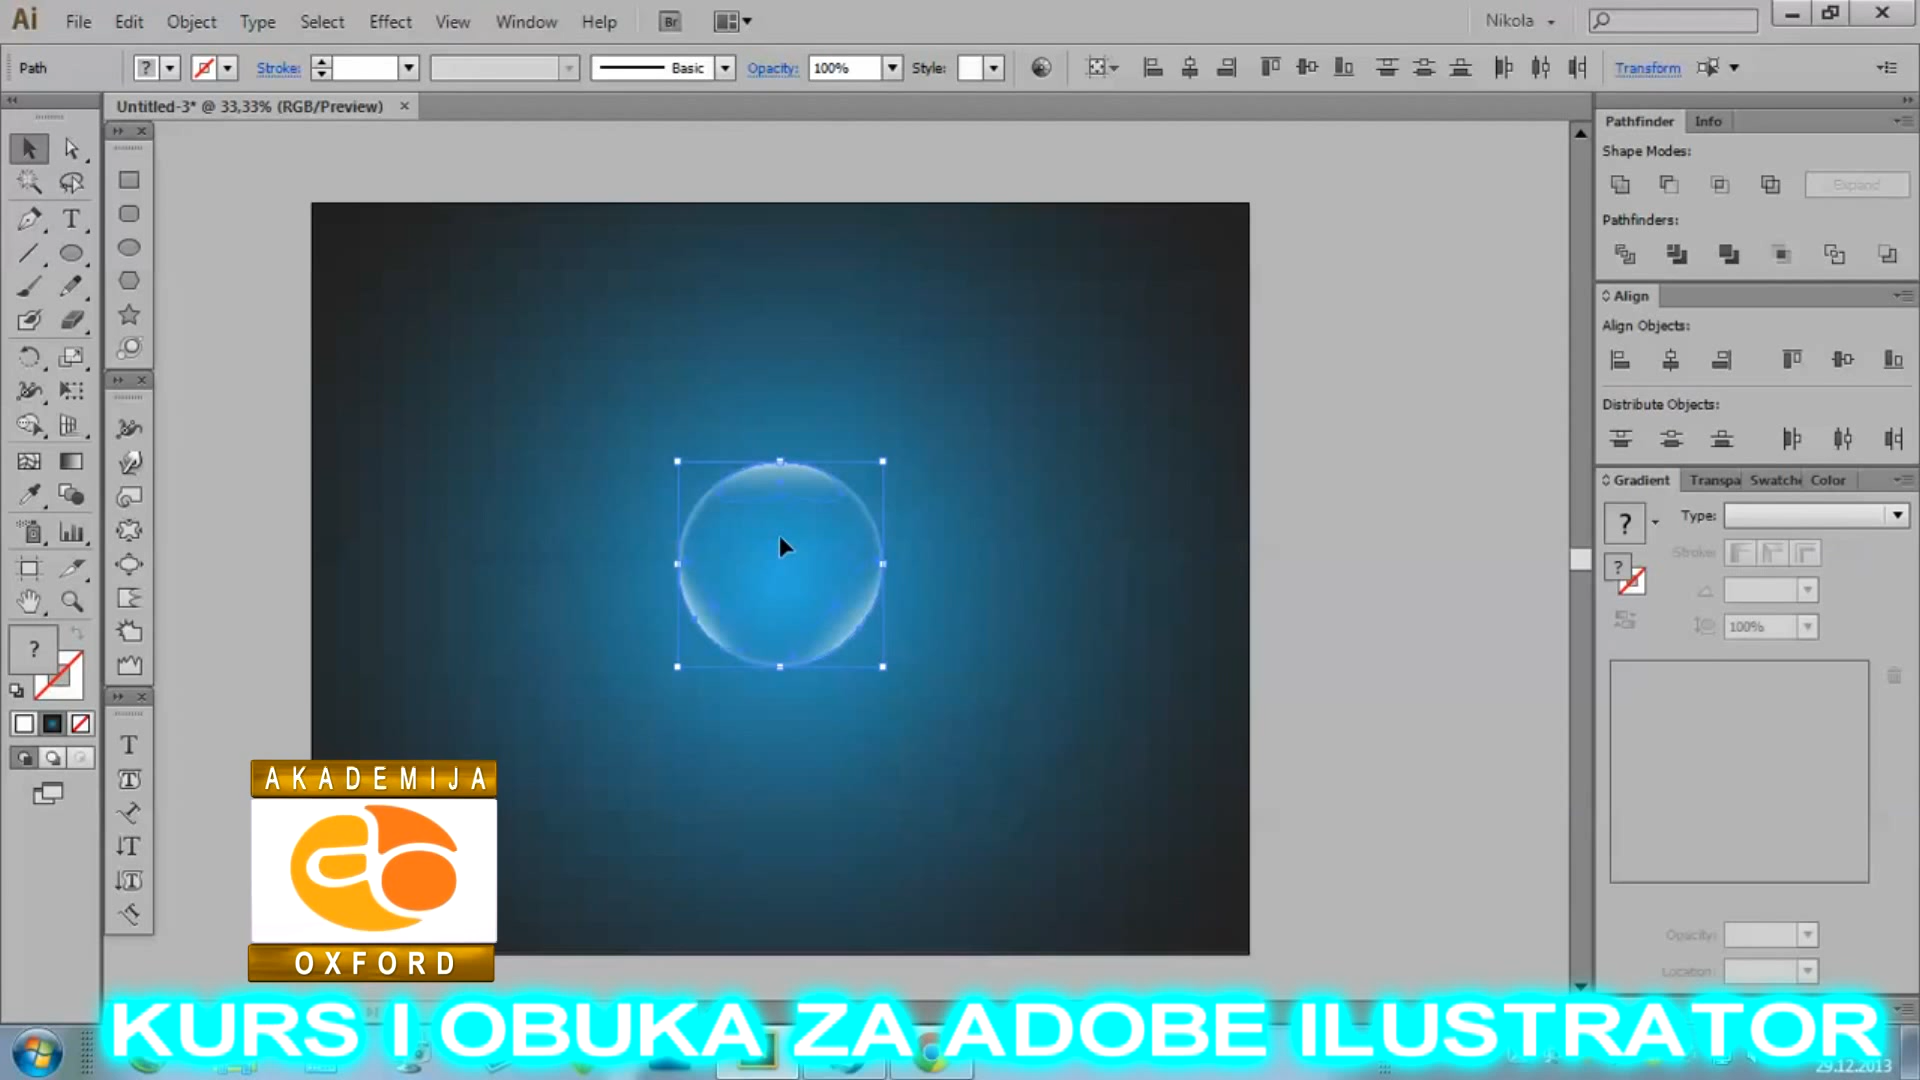 Ai File Edit Object Type Select Effect View Window Help Br Nikola
Path ? Stroke: Basic Opacity: 100% Style: Transform
Untitled-3* @ 33,33% (RGB/Preview)
Pathfinder Info
Shape Modes:
Expand
Pathfinders:
Align
Align Objects:
Distribute Objects:
Gradient Transpa Swatch Color
? Type:
? Stroke:
100%
Opacity:
Location:
?
AKADEMIJA
OXFORD
KURS I OBUKA ZA ADOBE ILUSTRATOR
29.12.2013